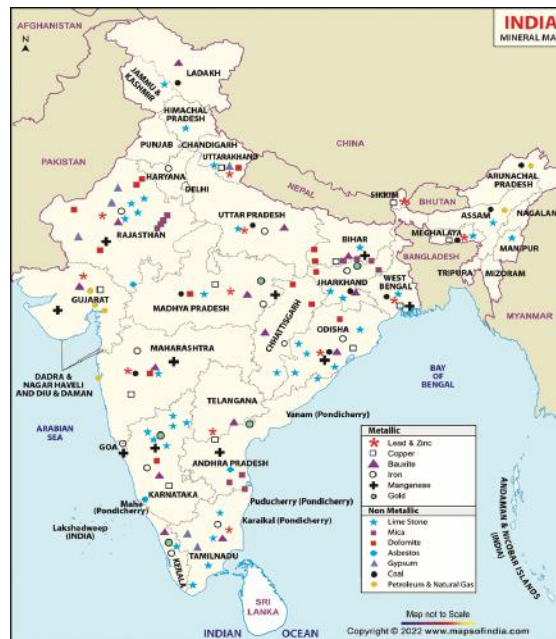 INDIA
MINERAL MAP
AFGHANISTAN
N
LADAKH
JAMMU &
KASHMIR
HIMACHAL
PRADESH
PUNJAB
CHANDIGARH
UTTARAKHAND
HARYANA
DELHI
PAKISTAN
CHINA
NEPAL
SIKKIM
BHUTAN
ARUNACHAL
PRADESH
ASSAM
NAGALAN
MEGHALAYA
MANIPUR
BANGLADESH
TRIPURA
MIZORAM
MYANMAR
RAJASTHAN
UTTAR PRADESH
BIHAR
JHARKHAND
WEST
BENGAL
GUJARAT
MADHYA PRADESH
CHHATTISGARH
ODISHA
MAHARASHTRA
DADRA &
NAGAR HAVELI
AND DIU & DAMAN
TELANGANA
BAY
OF
BENGAL
Yanam (Pondicherry)
ARABIAN
SEA
GOA
ANDHRA PRADESH
KARNATAKA
Mahe
(Pondicherry)
Puducherry (Pondicherry)
Karaikal (Pondicherry)
Lakshadweep
(INDIA)
KERALA
TAMILNADU
SRI
LANKA
INDIAN OCEAN
ANDAMAN & NICOBAR ISLANDS
(INDIA)
Metallic
Lead & Zinc
Copper
Bauxite
Iron
Manganese
Gold
Non Metallic
Lime Stone
Mica
Dolomite
Asbestos
Gypsum
Coal
Petroleum & Natural Gas
Map not to Scale
Copyright © 2022 www.mapsofindia.com